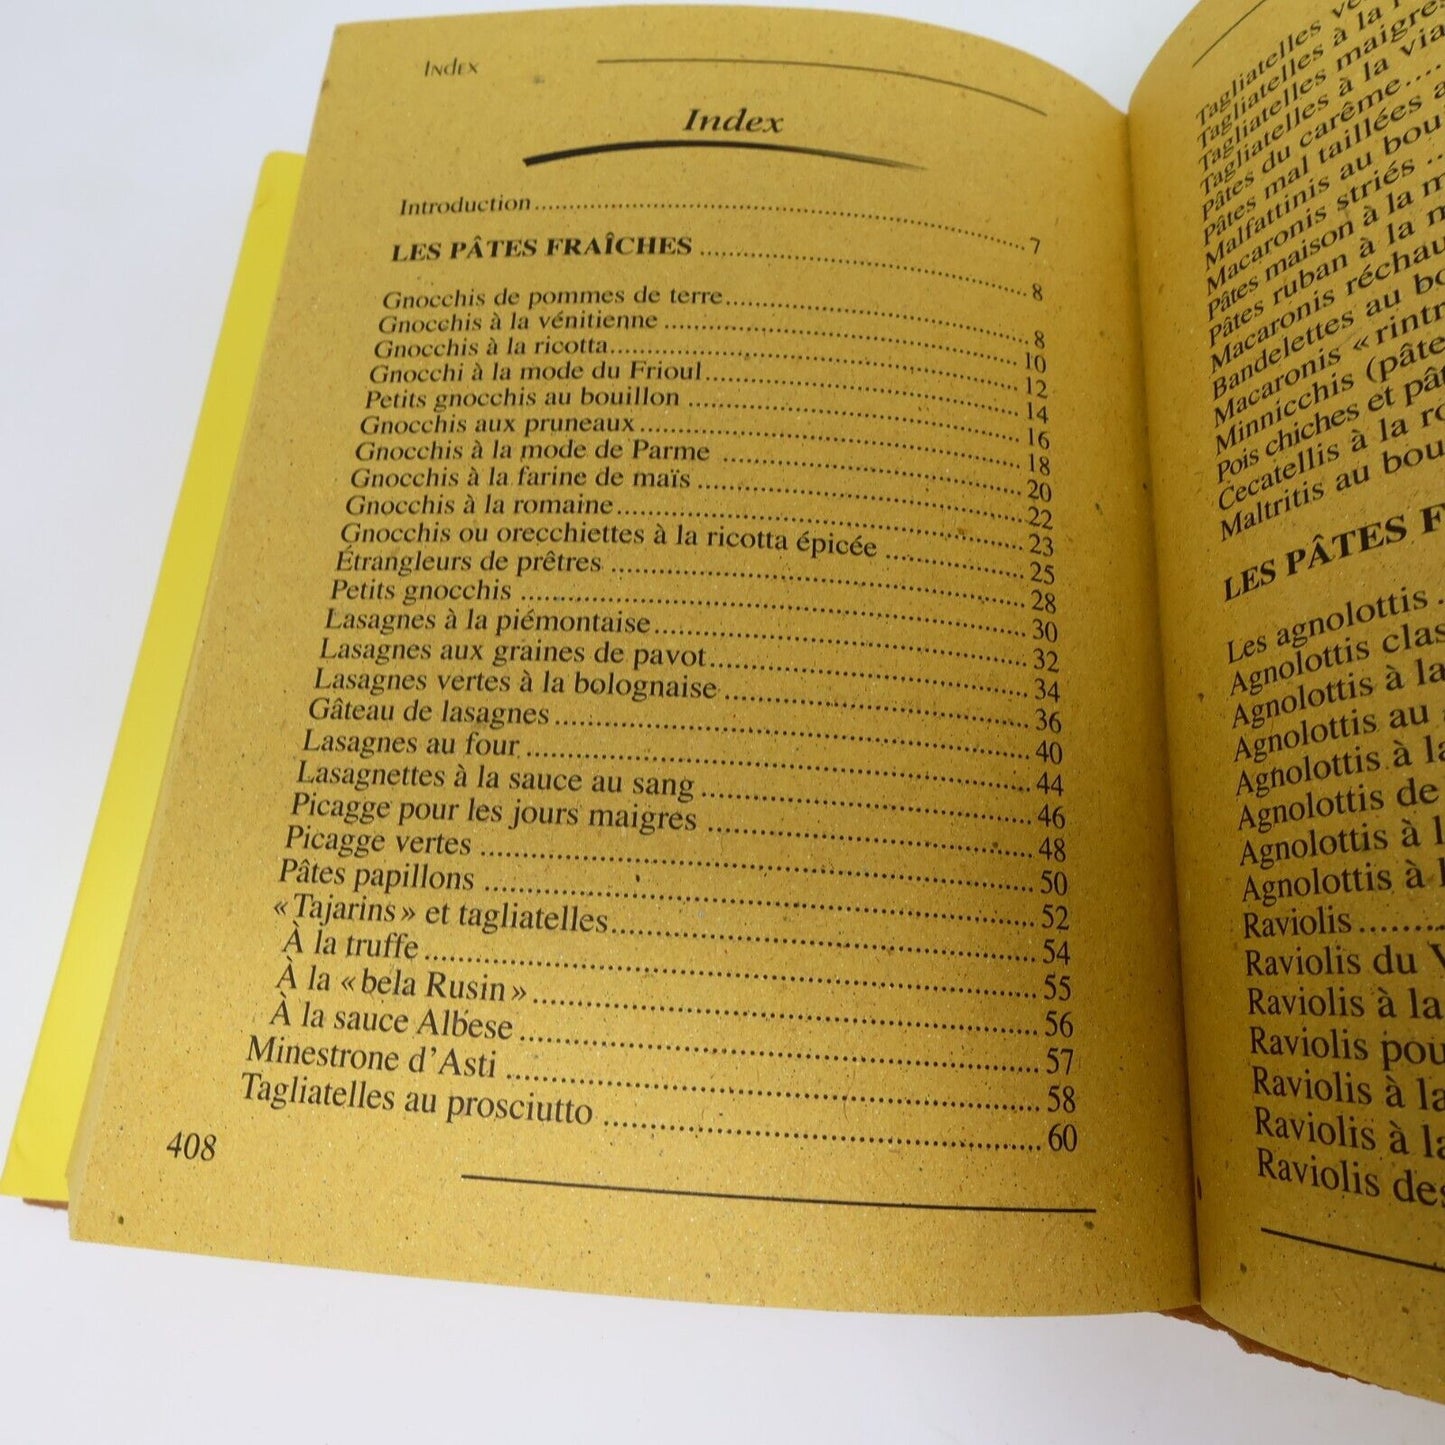 Index
Index
Introduction 7
LES PÂTES FRAÎCHES 8
Gnocchis de pommes de terre 8
Gnocchis à la vénitienne 10
Gnocchis à la ricotta 12
Gnocchi à la mode du Frioul 14
Petits gnocchis au bouillon 16
Gnocchis aux pruneaux 18
Gnocchis à la mode de Parme 20
Gnocchis à la farine de maïs 22
Gnocchis à la romaine 23
Gnocchis ou orecchiettes à la ricotta épicée 25
Étrangleurs de prêtres 28
Petits gnocchis 30
Lasagnes à la piémontaise 32
Lasagnes aux graines de pavot 34
Lasagnes vertes à la bolognaise 36
Gâteau de lasagnes 40
Lasagnes au four 44
Lasagnettes à la sauce au sang 46
Picagge pour les jours maigres 48
Picagge vertes 50
Pâtes papillons 52
« Tajarins » et tagliatelles 54
À la truffe 55
À la « bela Rusin » 56
À la sauce Albese 57
Minestrone d'Asti 58
Tagliatelles au prosciutto 60
408
Tagliatelles
Tagliatelles à la
Tagliatelles maigres
Tagliatelles à la
Pâtes du carême
Pâtes mal taillées
Malfattinis au
Macaronis striés
Pâtes maison à la
Pâtes ruban à la
Macaronis
Bandelettes au
Macaronis
Minnicchis
Pois chiches et
Cecatellis à la
Maltritis au
LES PÂTES
Les agnolottis
Agnolottis
Agnolottis à la
Agnolottis au
Agnolottis à la
Agnolottis de
Agnolottis à
Agnolottis à
Raviolis
Raviolis du
Raviolis à la
Raviolis
Raviolis à la
Raviolis à
Raviolis des